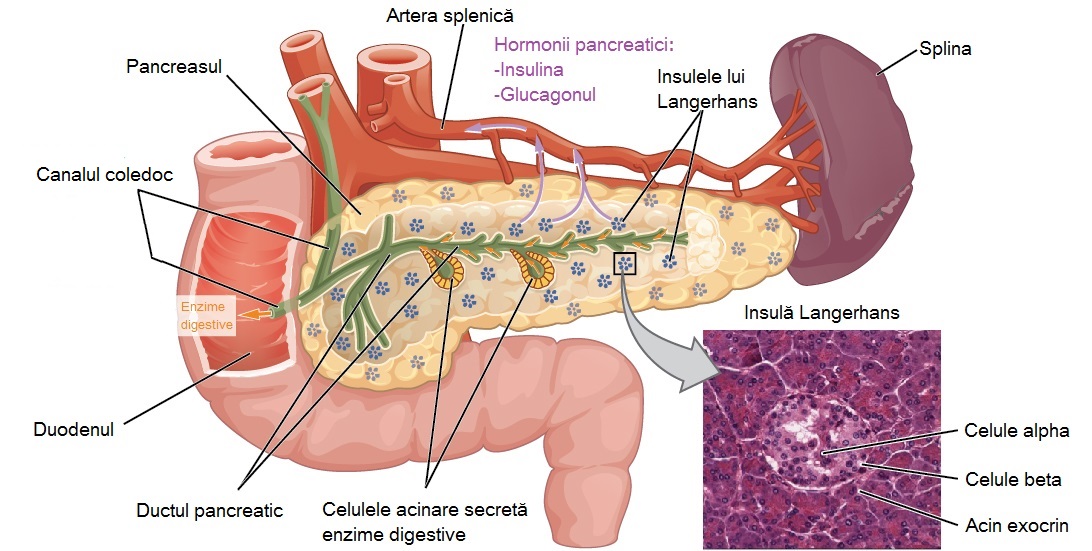 Artera splenică
Hormonii pancreatici:
-Insulina
-Glucagonul
Splina
Pancreasul
Insulele lui
Langerhans
Canalul coledoc
Enzime
digestive
Insulă Langerhans
Duodenul
Celule alpha
Celule beta
Ductul pancreatic
Celulele acinare secretă
enzime digestive
Acin exocrin